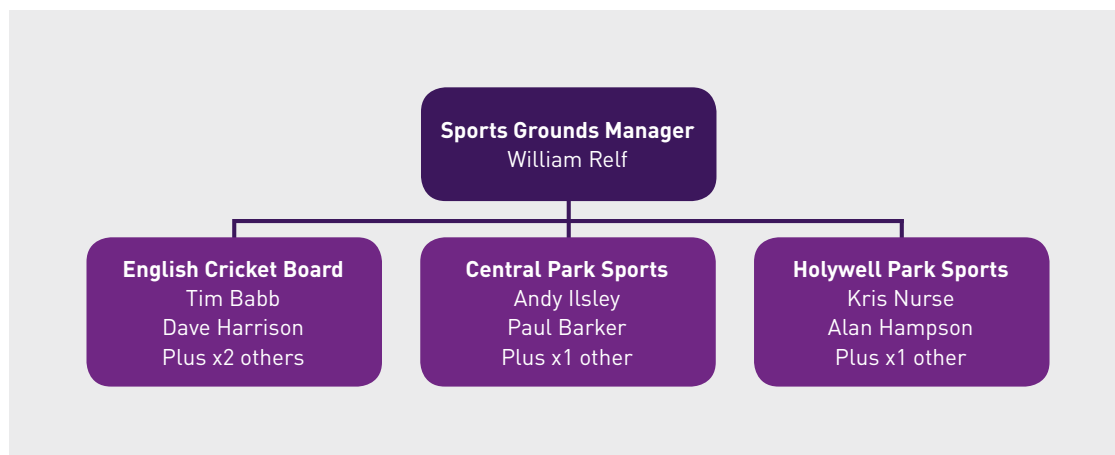 Sports Grounds Manager
William Relf
English Cricket Board
Tim Babb
Dave Harrison
Plus x2 others
Central Park Sports
Andy Ilsley
Paul Barker
Plus x1 other
Holywell Park Sports
Kris Nurse
Alan Hampson
Plus x1 other